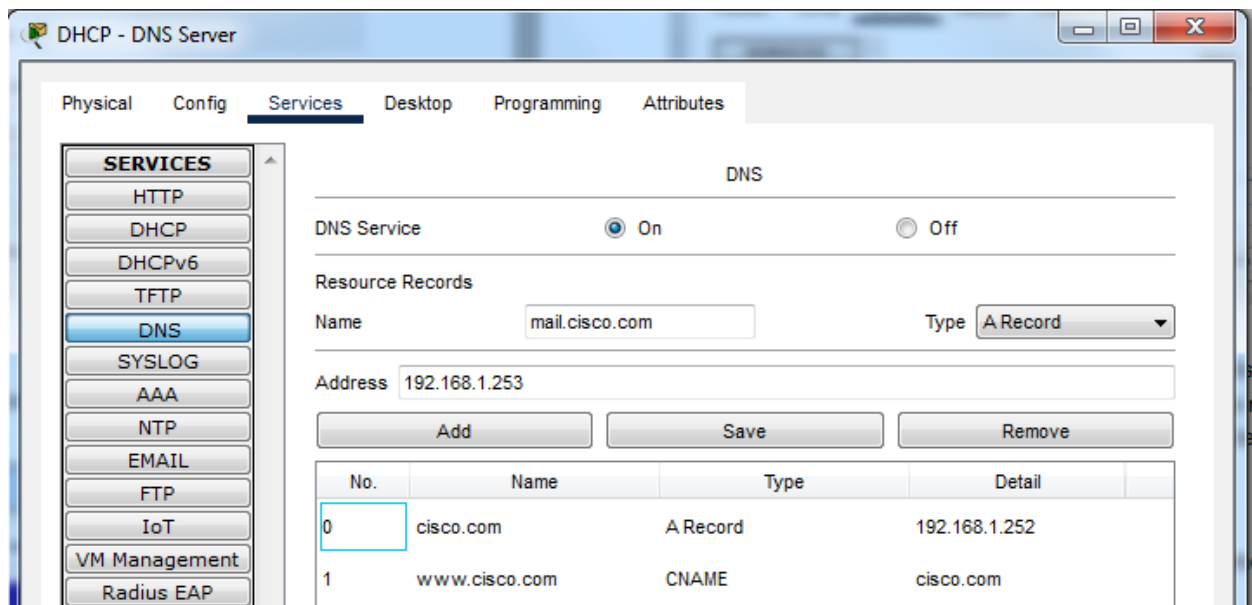 DHCP - DNS Server
Physical Config Services Desktop Programming Attributes
SERVICES
HTTP
DHCP
DHCPv6
TFTP
DNS
SYSLOG
AAA
NTP
EMAIL
FTP
IoT
VM Management
Radius EAP
DNS
DNS Service On Off
Resource Records
Name mail.cisco.com Type A Record
Address 192.168.1.253
Add Save Remove
No. Name Type Detail
0 cisco.com A Record 192.168.1.252
1 www.cisco.com CNAME cisco.com